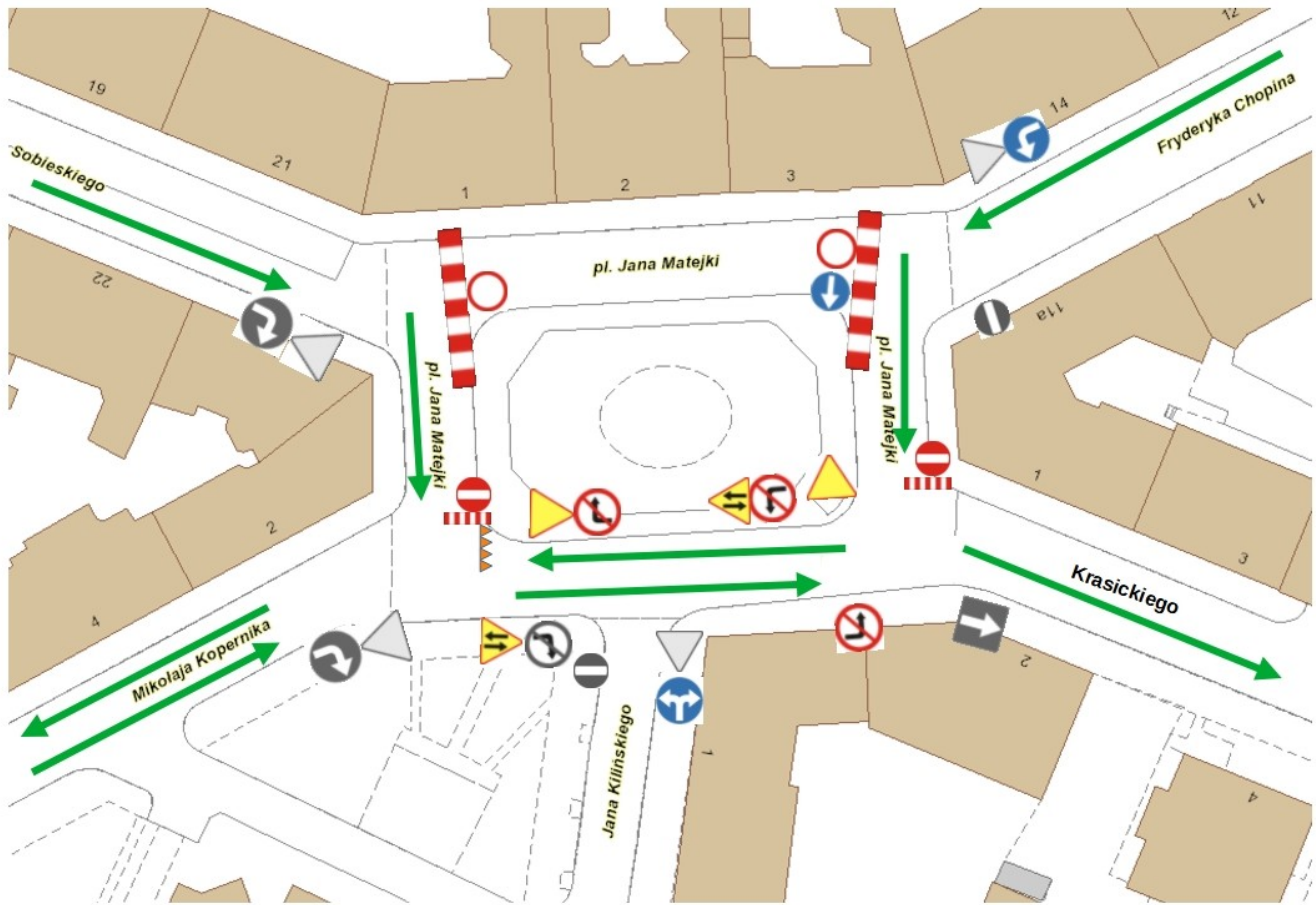 12
19
14
Fryderyka Chopina
Sobieskiego
21
1
2
3
11
pl. Jana Matejki
22
11a
pl. Jana Matejki
pl. Jana Matejki
1
2
3
Krasickiego
4
Mikołaja Kopernika
2
1
Jana Kilińskiego
4